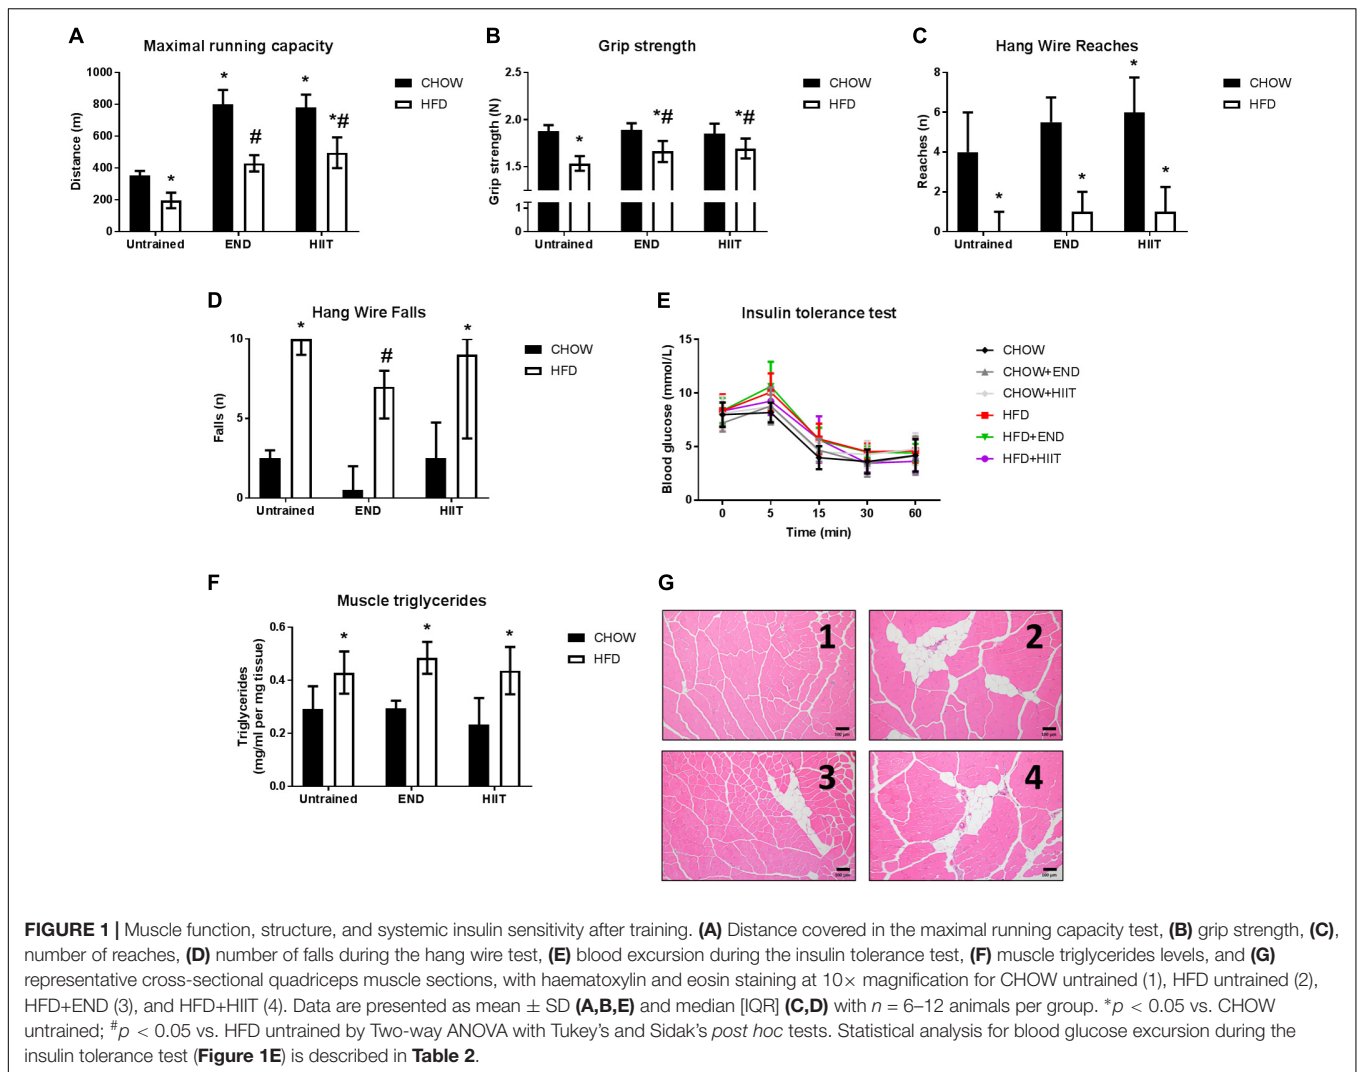 A
Maximal running capacity
Distance (m)
1000
800
600
400
200
0
*
*
*
#
*
*#
Untrained
END
HIIT
CHOW
HFD
B
Grip strength
Grip strength (N)
2.5
2.0
1.5
1
0
*
*#
*#
Untrained
END
HIIT
CHOW
HFD
C
Hang Wire Reaches
Reaches (n)
8
6
4
2
0
*
*
*
*
Untrained
END
HIIT
CHOW
HFD
D
Hang Wire Falls
Falls (n)
10
5
0
*
#
*
Untrained
END
HIIT
CHOW
HFD
E
Insulin tolerance test
Blood glucose (mmol/L)
15
10
5
0
0
5
15
30
60
Time (min)
CHOW
CHOW+END
CHOW+HIIT
HFD
HFD+END
HFD+HIIT
F
Muscle triglycerides
Triglycerides
(mg/ml per mg tissue)
0.6
0.4
0.2
0.0
*
*
*
Untrained
END
HIIT
CHOW
HFD
G
1
100 µm
2
100 µm
3
100 µm
4
100 µm
FIGURE 1 | Muscle function, structure, and systemic insulin sensitivity after training. (A) Distance covered in the maximal running capacity test, (B) grip strength, (C),
number of reaches, (D) number of falls during the hang wire test, (E) blood excursion during the insulin tolerance test, (F) muscle triglycerides levels, and (G)
representative cross-sectional quadriceps muscle sections, with haematoxylin and eosin staining at 10× magnification for CHOW untrained (1), HFD untrained (2),
HFD+END (3), and HFD+HIIT (4). Data are presented as mean ± SD (A,B,E) and median [IQR] (C,D) with n = 6–12 animals per group. *p < 0.05 vs. CHOW
untrained; #p < 0.05 vs. HFD untrained by Two-way ANOVA with Tukey's and Sidak's post hoc tests. Statistical analysis for blood glucose excursion during the
insulin tolerance test (Figure 1E) is described in Table 2.